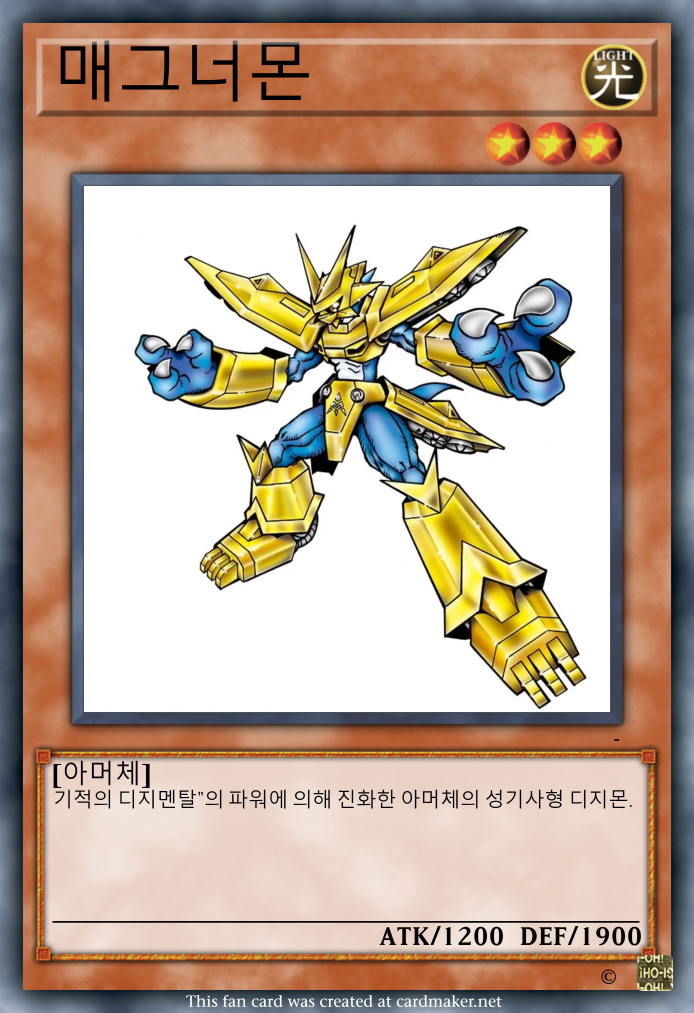 매그너몬
LIGHT
光
-
[아머체]
기적의 디지멘탈"의 파워에 의해 진화한 아머체의 성기사형 디지몬.
ATK/1200 DEF/1900
©
This fan card was created at cardmaker.net